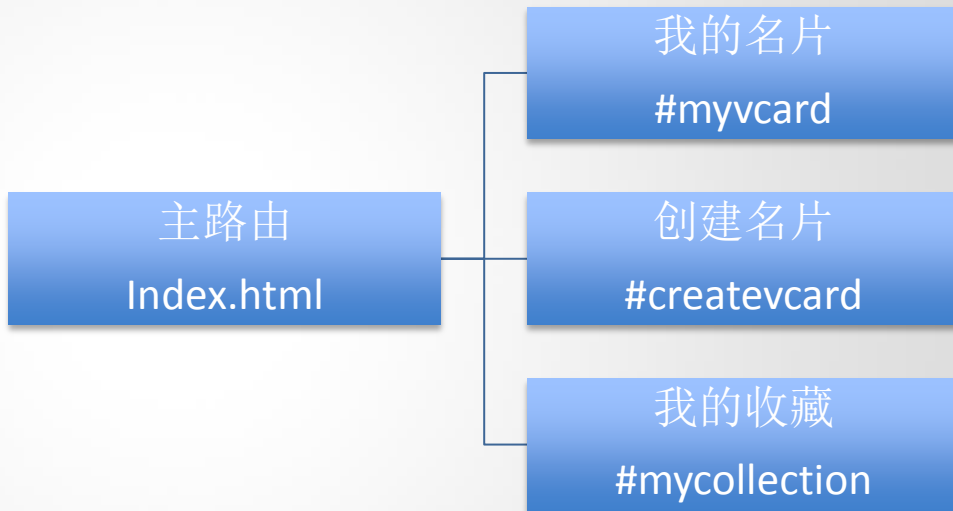 主路由
Index.html
我的名片
#myvcard
创建名片
#createvcard
我的收藏
#mycollection